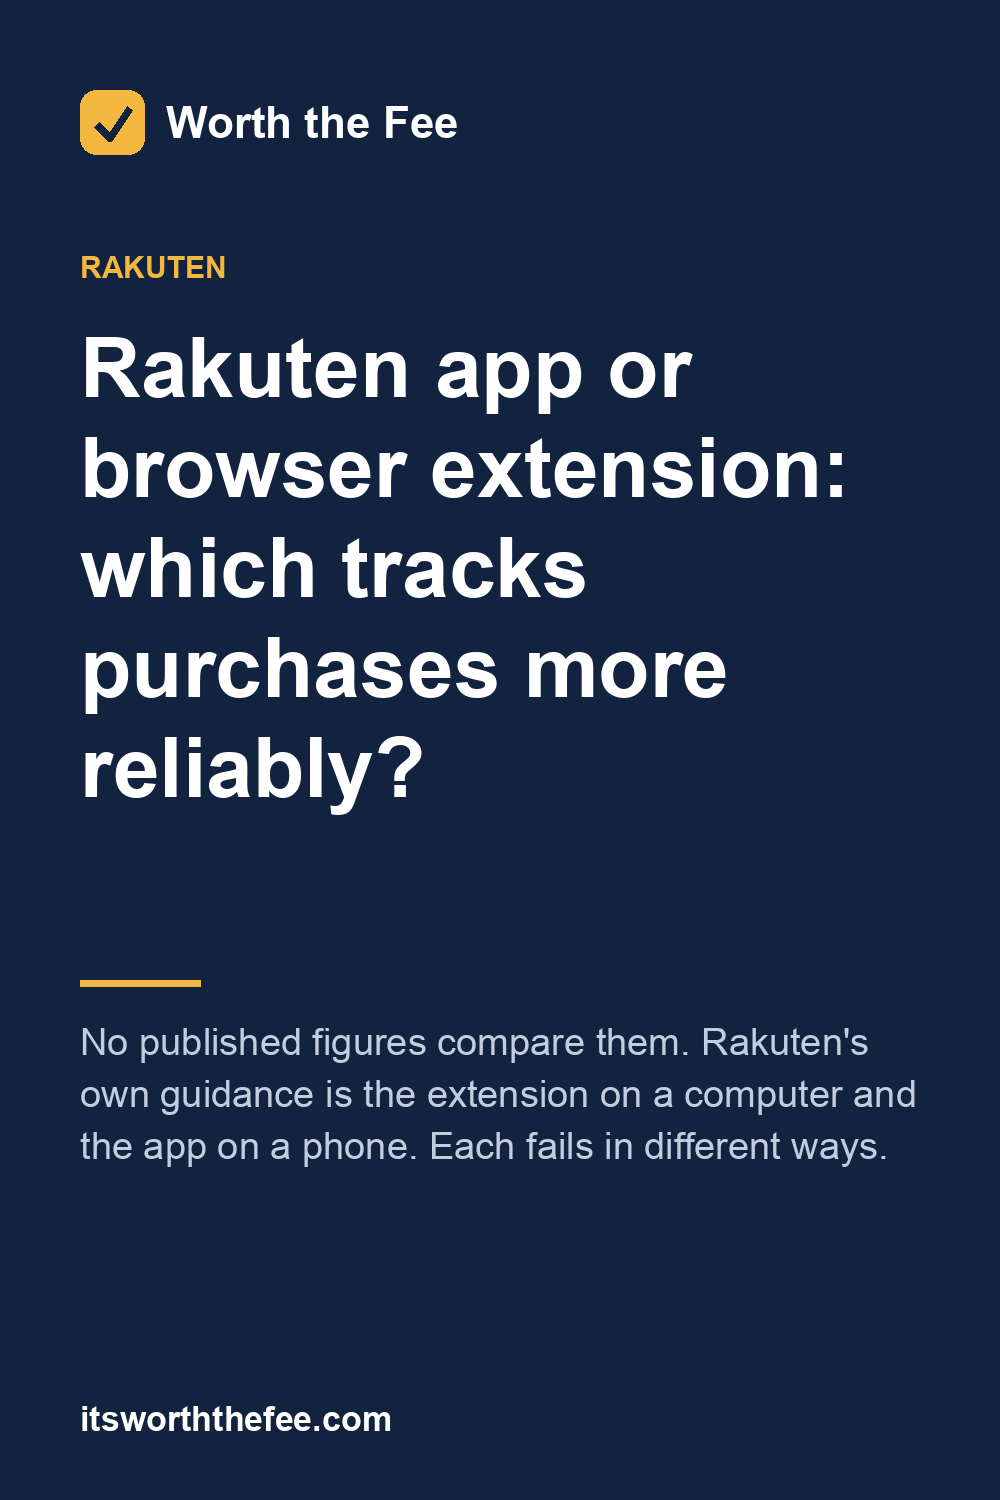 Worth the Fee
RAKUTEN
Rakuten app or
browser extension:
which tracks
purchases more
reliably?
No published figures compare them. Rakuten's
own guidance is the extension on a computer and
the app on a phone. Each fails in different ways.
itsworththefee.com